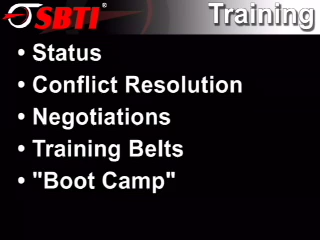 SBTI®
Training
• Status
• Conflict Resolution
• Negotiations
• Training Belts
• "Boot Camp"